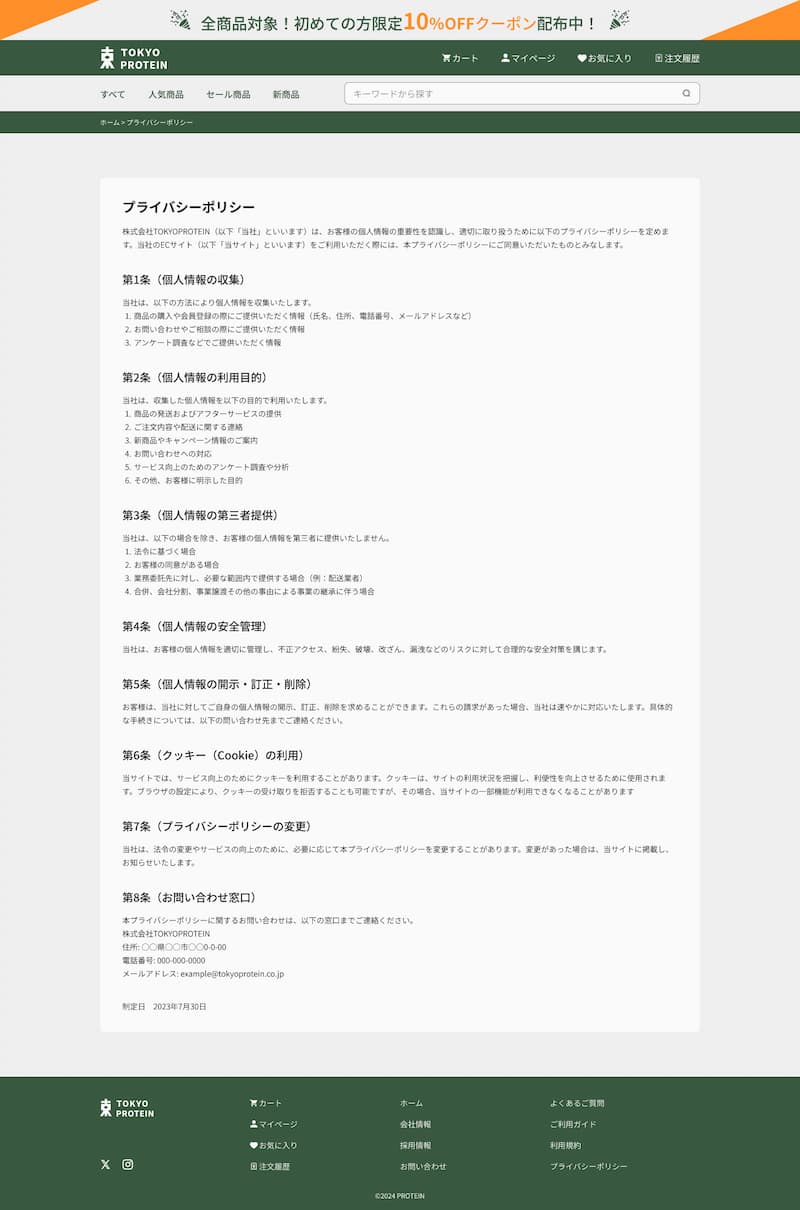 全商品対象！初めての方限定10%OFFクーポン配布中！
TOKYO
PROTEIN
カート
マイページ
お気に入り
注文履歴
すべて
人気商品
セール商品
新商品
キーワードから探す
ホーム > プライバシーポリシー
プライバシーポリシー
株式会社TOKYOPROTEIN（以下「当社」といいます）は、お客様の個人情報の重要性を認識し、適切に取り扱うために以下のプライバシーポリシーを定めま
す。当社のECサイト（以下「当サイト」といいます）をご利用いただく際には、本プライバシーポリシーにご同意いただいたものとみなします。
第1条（個人情報の収集）
当社は、以下の方法により個人情報を収集いたします。
1. 商品の購入や会員登録の際にご提供いただく情報（氏名、住所、電話番号、メールアドレスなど）
2. お問い合わせやご相談の際にご提供いただく情報
3. アンケート調査などでご提供いただく情報
第2条（個人情報の利用目的）
当社は、収集した個人情報を以下の目的で利用いたします。
1. 商品の発送およびアフターサービスの提供
2. ご注文内容や配送に関する連絡
3. 新商品やキャンペーン情報のご案内
4. お問い合わせへの対応
5. サービス向上のためのアンケート調査や分析
6. その他、お客様に明示した目的
第3条（個人情報の第三者提供）
当社は、以下の場合を除き、お客様の個人情報を第三者に提供いたしません。
1. 法令に基づく場合
2. お客様の同意がある場合
3. 業務委託先に対し、必要な範囲内で提供する場合（例：配送業者）
4. 合併、会社分割、事業譲渡その他の事由による事業の継承に伴う場合
第4条（個人情報の安全管理）
当社は、お客様の個人情報を適切に管理し、不正アクセス、紛失、破壊、改ざん、漏洩などのリスクに対して合理的な安全対策を講じます。
第5条（個人情報の開示・訂正・削除）
お客様は、当社に対してご自身の個人情報の開示、訂正、削除を求めることができます。これらの請求があった場合、当社は速やかに対応いたします。具体的
な手続きについては、以下の問い合わせ先までご連絡ください。
第6条（クッキー（Cookie）の利用）
当サイトでは、サービス向上のためにクッキーを利用することがあります。クッキーは、サイトの利用状況を把握し、利便性を向上させるために使用されま
す。ブラウザの設定により、クッキーの受け取りを拒否することも可能ですが、その場合、当サイトの一部機能が利用できなくなることがあります
第7条（プライバシーポリシーの変更）
当社は、法令の変更やサービスの向上のために、必要に応じて本プライバシーポリシーを変更することがあります。変更があった場合は、当サイトに掲載し、
お知らせいたします。
第8条（お問い合わせ窓口）
本プライバシーポリシーに関するお問い合わせは、以下の窓口までご連絡ください。
株式会社TOKYOPROTEIN
住所: 〇〇県〇〇市〇〇0-0-00
電話番号: 000-000-0000
メールアドレス: example@tokyoprotein.co.jp
制定日　2023年7月30日
TOKYO
PROTEIN
カート
マイページ
お気に入り
注文履歴
ホーム
会社情報
採用情報
お問い合わせ
よくあるご質問
ご利用ガイド
利用規約
プライバシーポリシー
©2024 PROTEIN